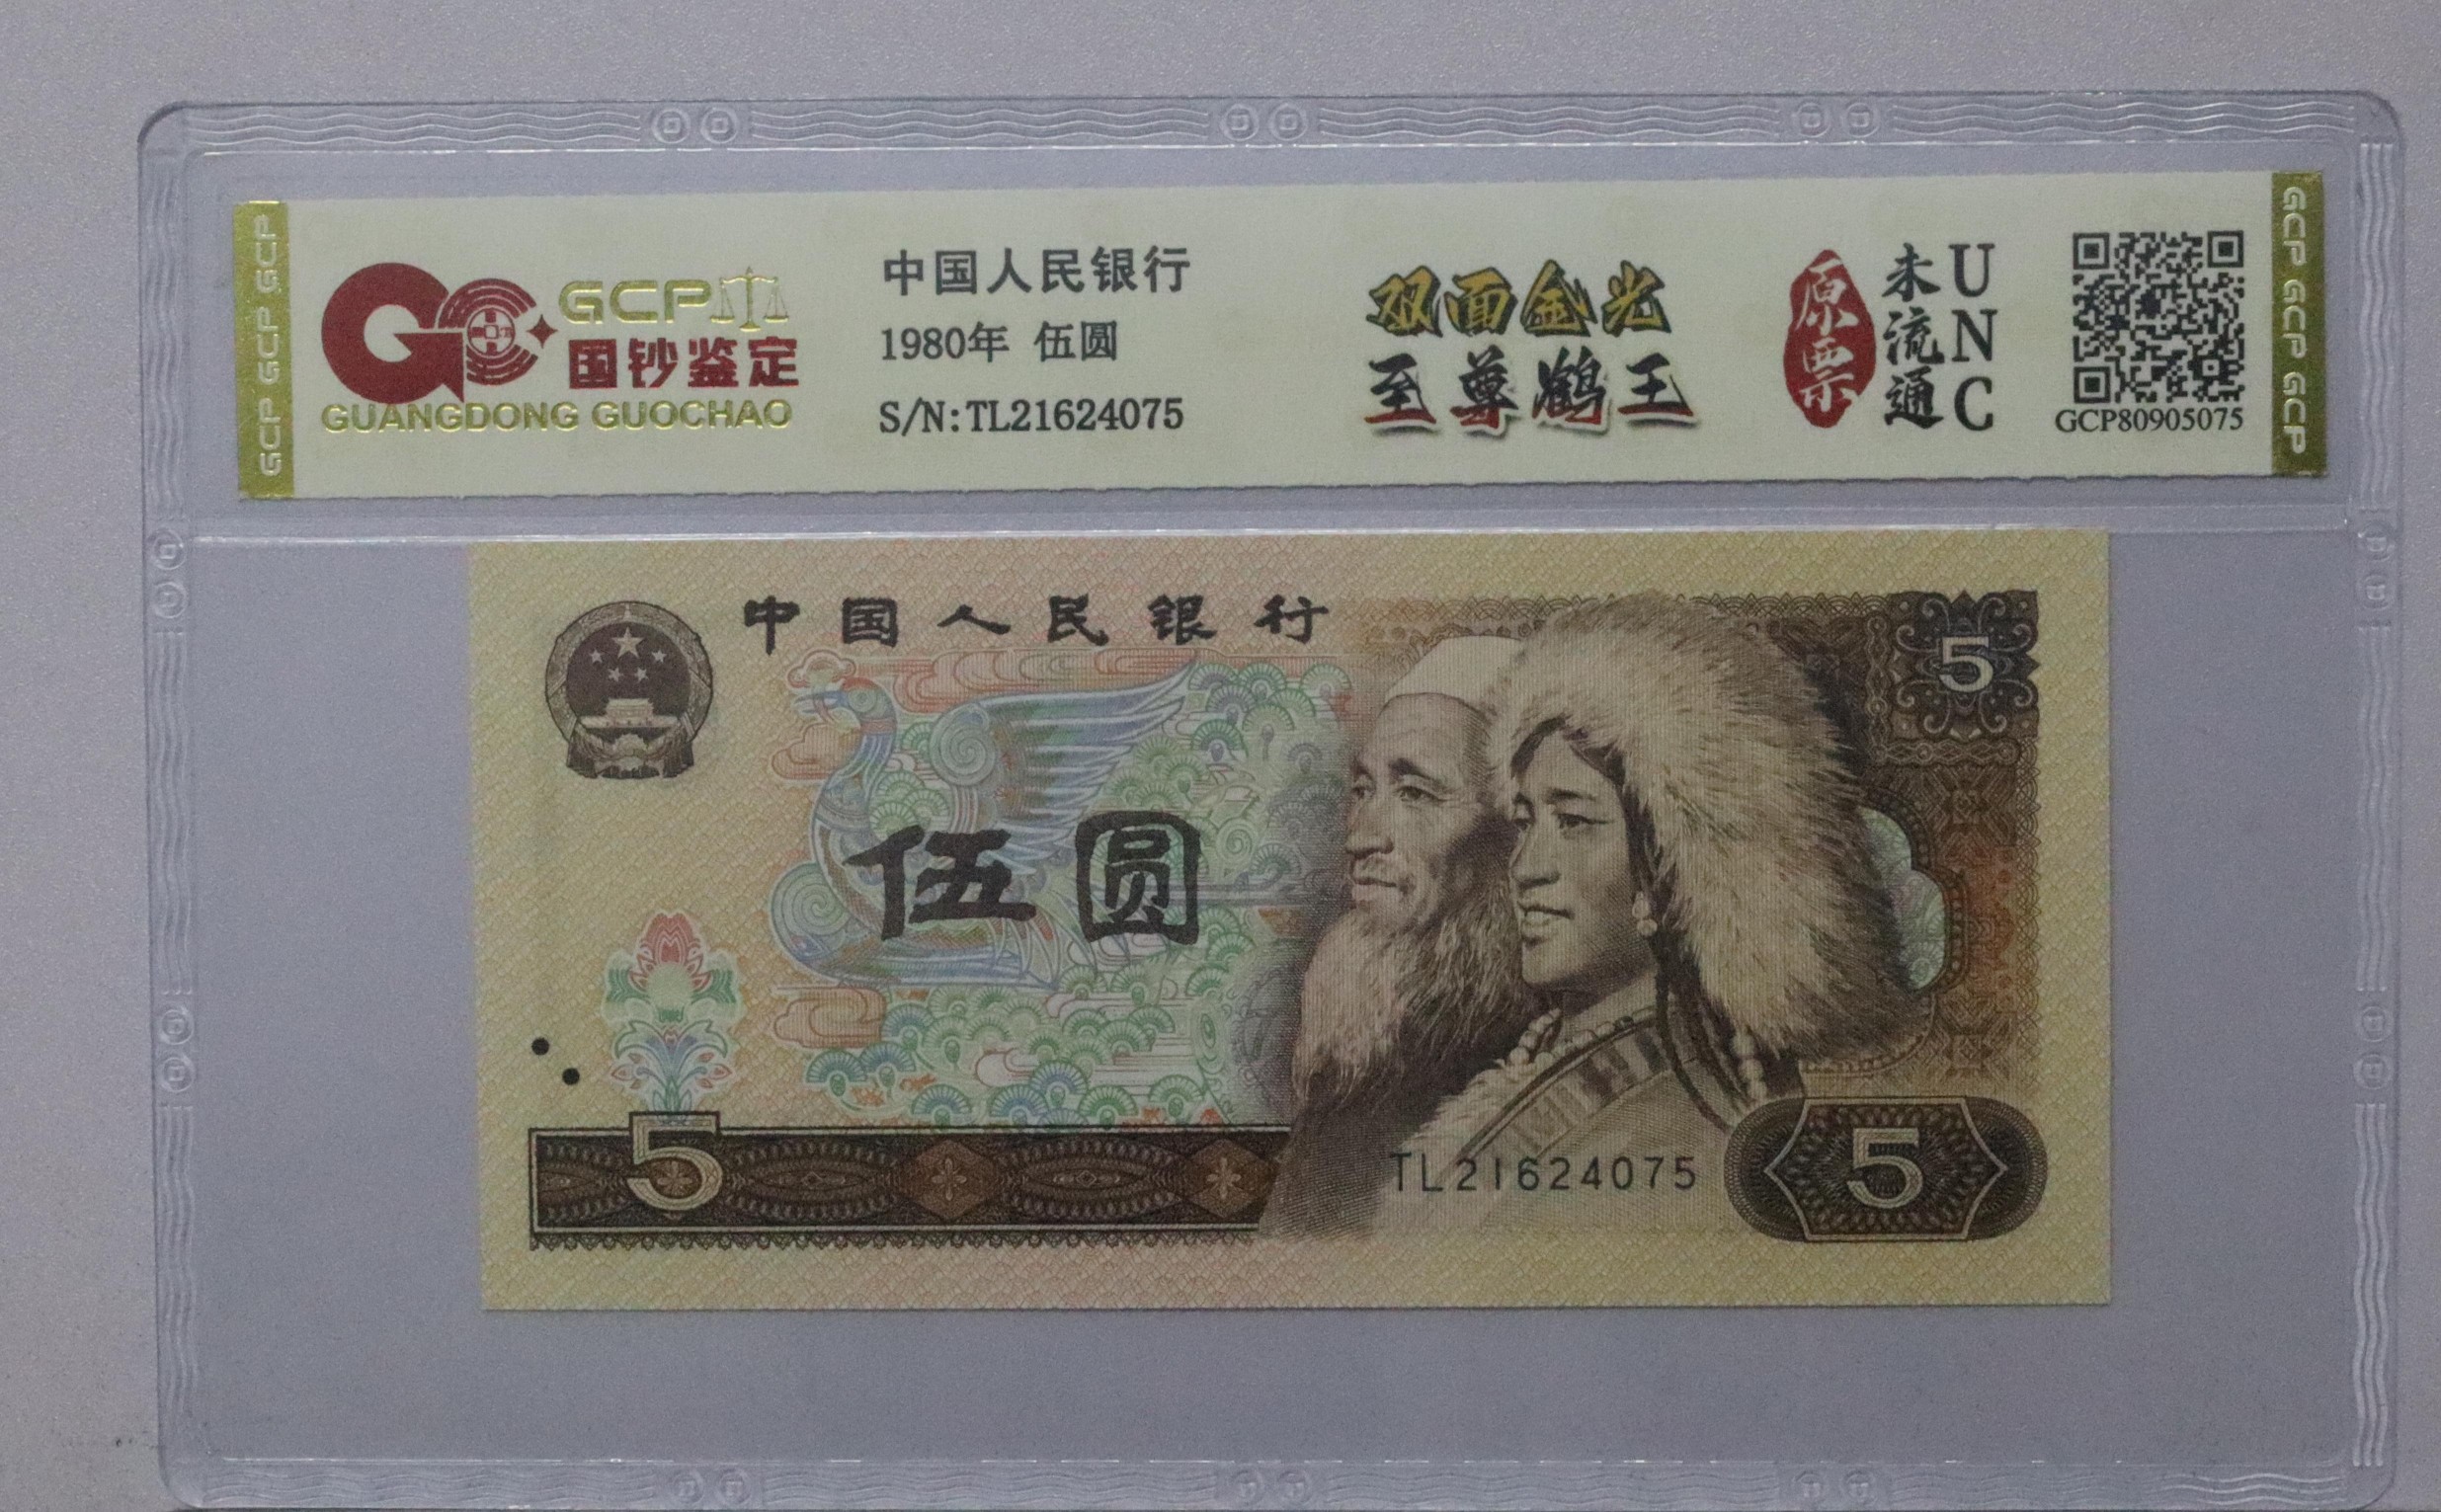 GCP GCP GCP
GCP
国钞鉴定
GUANGDONG GUOCHAO
中国人民银行
1980年 伍圆
S/N:TL21624075
双面金光
至尊鹤王
原票
未流通
UNC
GCP80905075
GCP GCP GCP
中国人民银行
5
伍圆
5
TL21624075
5